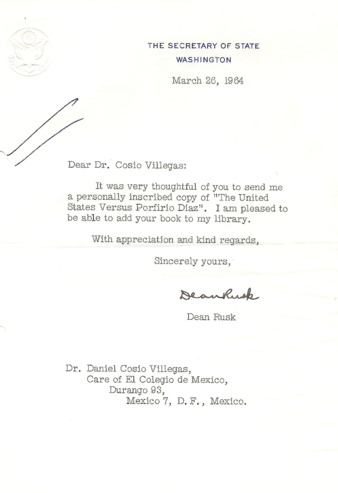 THE SECRETARY OF STATE
WASHINGTON
March 26, 1964
Dear Dr. Cosio Villegas:
It was very thoughtful of you to send me
a personally inscribed copy of "The United
States Versus Porfirio Diaz". I am pleased to
be able to add your book to my library.
With appreciation and kind regards,
Sincerely yours,
Dean Rusk
Dean Rusk
Dr. Daniel Cosio Villegas,
Care of El Colegio de Mexico,
Durango 93,
Mexico 7, D. F., Mexico.